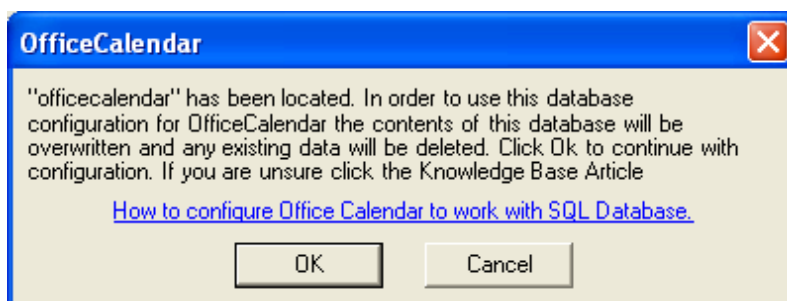 OfficeCalendar
"officecalendar" has been located. In order to use this database
configuration for OfficeCalendar the contents of this database will be
overwritten and any existing data will be deleted. Click Ok to continue with
configuration. If you are unsure click the Knowledge Base Article
How to configure Office Calendar to work with SQL Database.
OK Cancel